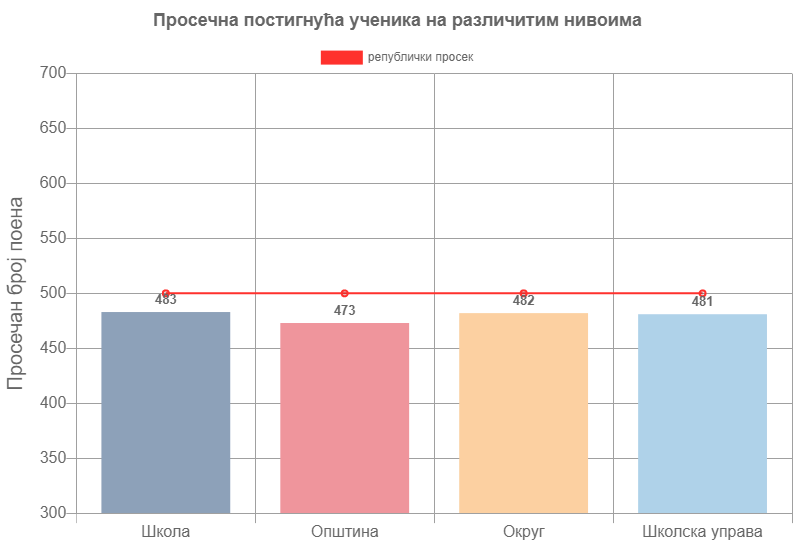 Просечна постигнућа ученика на различитим нивоима
републички просек
Просечан број поена
700
650
600
550
500
450
400
350
300
483
473
482
481
Школа
Општина
Округ
Школска управа